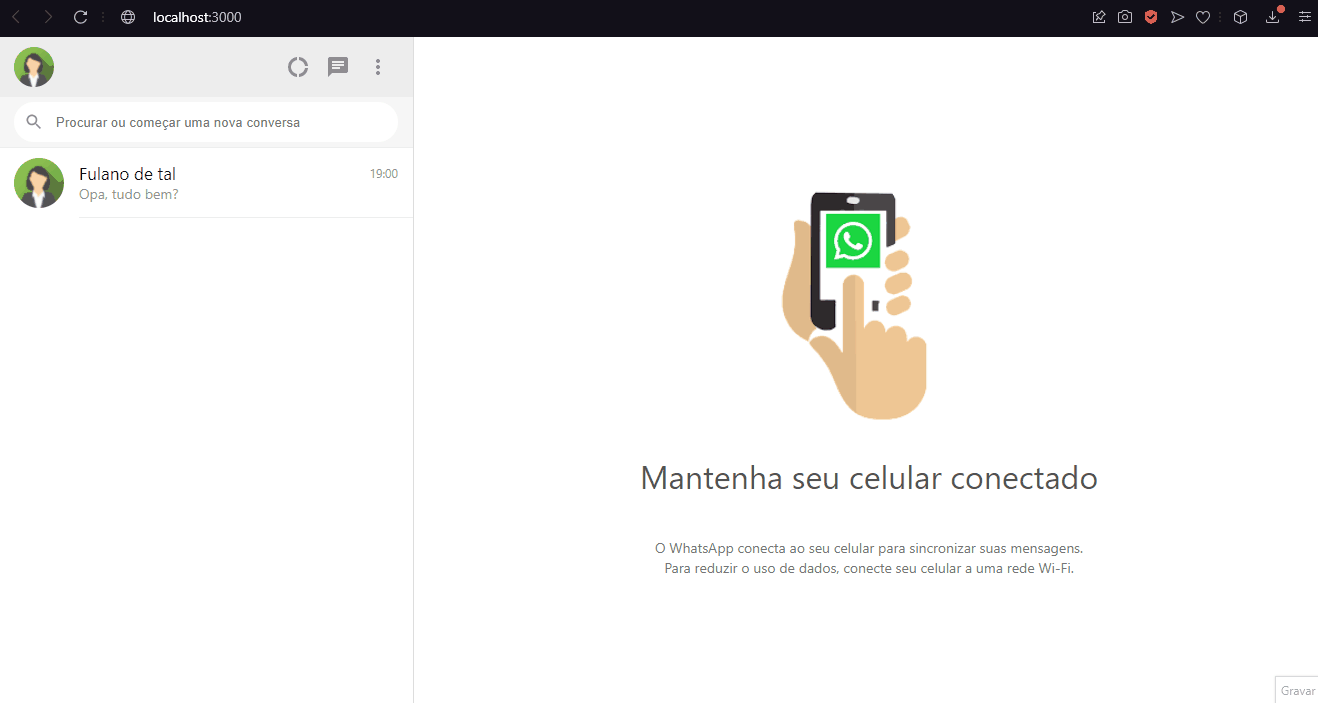 localhost:3000
Procurar ou começar uma nova conversa
Fulano de tal
19:00
Opa, tudo bem?
Mantenha seu celular conectado
O WhatsApp conecta ao seu celular para sincronizar suas mensagens.
Para reduzir o uso de dados, conecte seu celular a uma rede Wi-Fi.
Gravar